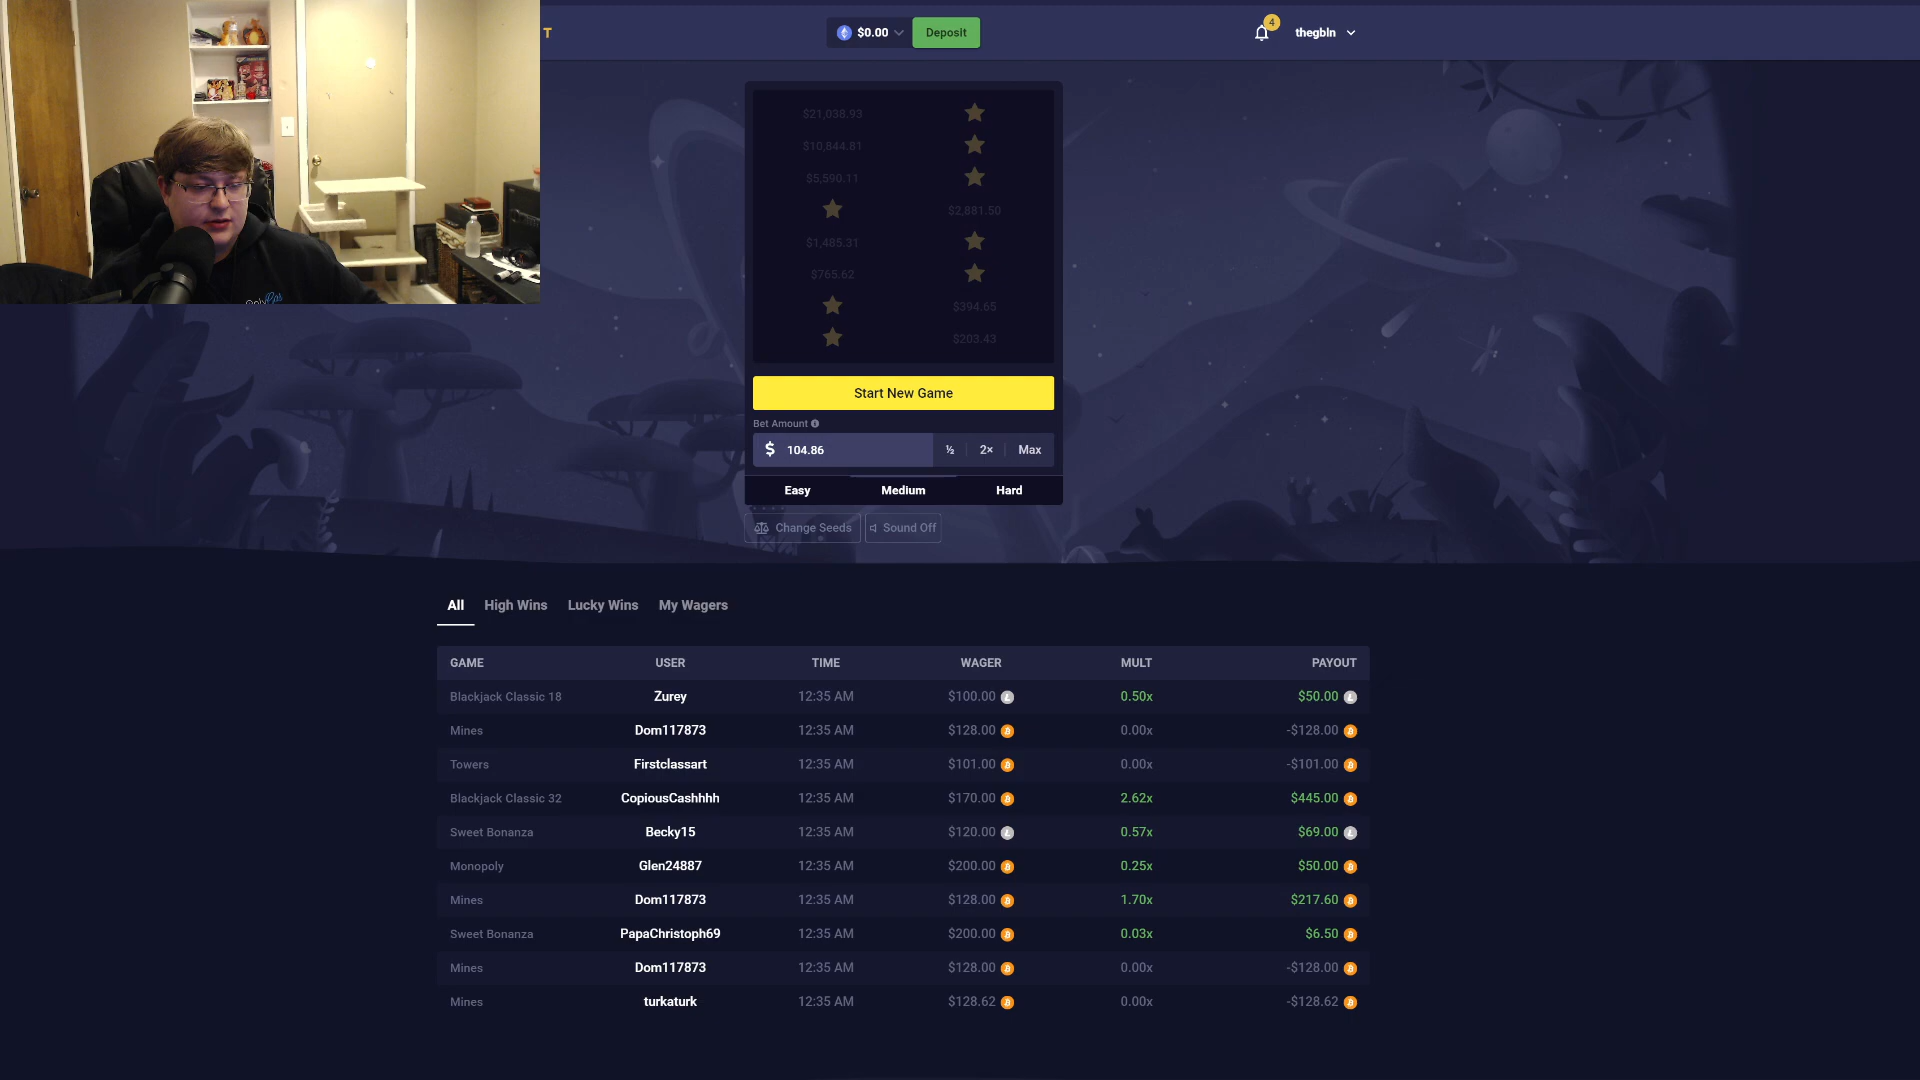 T
$0.00
Deposit
4
thegbln
$21,038.93
$10,844.81
$5,590.11
$2,881.50
$1,485.31
$765.62
$394.65
$203.43
Start New Game
Bet Amount
$ 104.86 ½ 2× Max
Easy Medium Hard
Change Seeds Sound Off
All High Wins Lucky Wins My Wagers
GAME USER TIME WAGER MULT PAYOUT
Blackjack Classic 18 Zurey 12:35 AM $100.00 0.50x $50.00
Mines Dom117873 12:35 AM $128.00 0.00x -$128.00
Towers Firstclassart 12:35 AM $101.00 0.00x -$101.00
Blackjack Classic 32 CopiousCashhhh 12:35 AM $170.00 2.62x $445.00
Sweet Bonanza Becky15 12:35 AM $120.00 0.57x $69.00
Monopoly Glen24887 12:35 AM $200.00 0.25x $50.00
Mines Dom117873 12:35 AM $128.00 1.70x $217.60
Sweet Bonanza PapaChristoph69 12:35 AM $200.00 0.03x $6.50
Mines Dom117873 12:35 AM $128.00 0.00x -$128.00
Mines turkaturk 12:35 AM $128.62 0.00x -$128.62